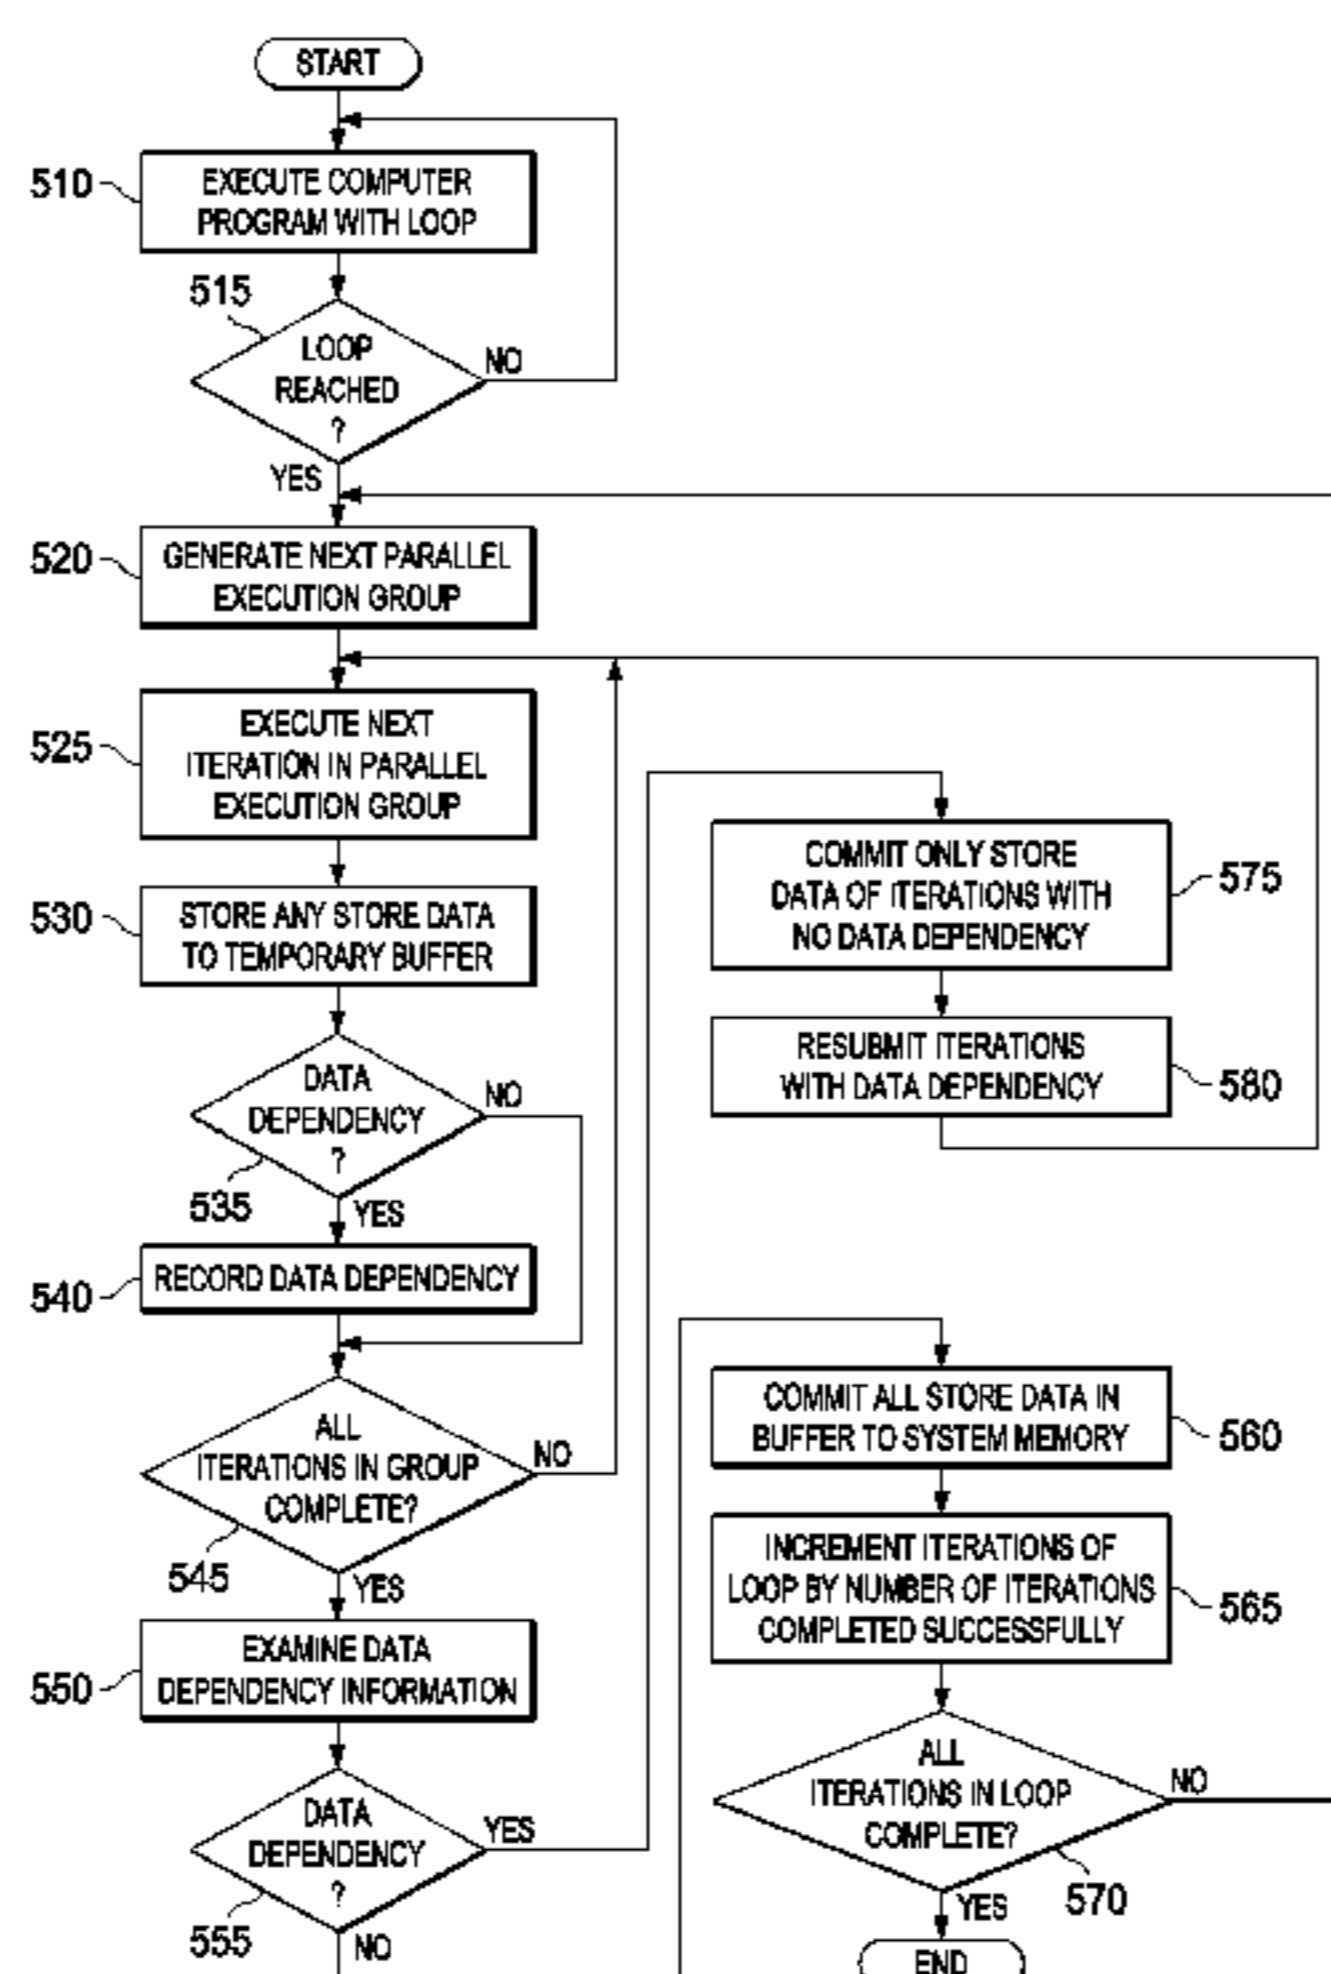 START
510
EXECUTE COMPUTER
PROGRAM WITH LOOP
515
LOOP
REACHED
?
NO
YES
520
GENERATE NEXT PARALLEL
EXECUTION GROUP
525
EXECUTE NEXT
ITERATION IN PARALLEL
EXECUTION GROUP
530
STORE ANY STORE DATA
TO TEMPORARY BUFFER
DATA
DEPENDENCY
?
NO
535
YES
540
RECORD DATA DEPENDENCY
ALL
ITERATIONS IN GROUP
COMPLETE?
NO
545
YES
550
EXAMINE DATA
DEPENDENCY INFORMATION
DATA
DEPENDENCY
?
YES
555
NO
COMMIT ONLY STORE
DATA OF ITERATIONS WITH
NO DATA DEPENDENCY
575
RESUBMIT ITERATIONS
WITH DATA DEPENDENCY
580
COMMIT ALL STORE DATA IN
BUFFER TO SYSTEM MEMORY
560
INCREMENT ITERATIONS OF
LOOP BY NUMBER OF ITERATIONS
COMPLETED SUCCESSFULLY
565
ALL
ITERATIONS IN LOOP
COMPLETE?
NO
570
YES
END